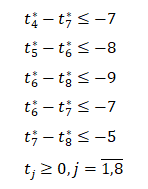 t₄* − t₇* ≤ −7
t₅* − t₆* ≤ −8
t₆* − t₈* ≤ −9
t₆* − t₇* ≤ −7
t₇* − t₈* ≤ −5
tⱼ ≥ 0, j = 1̅,̅8̅